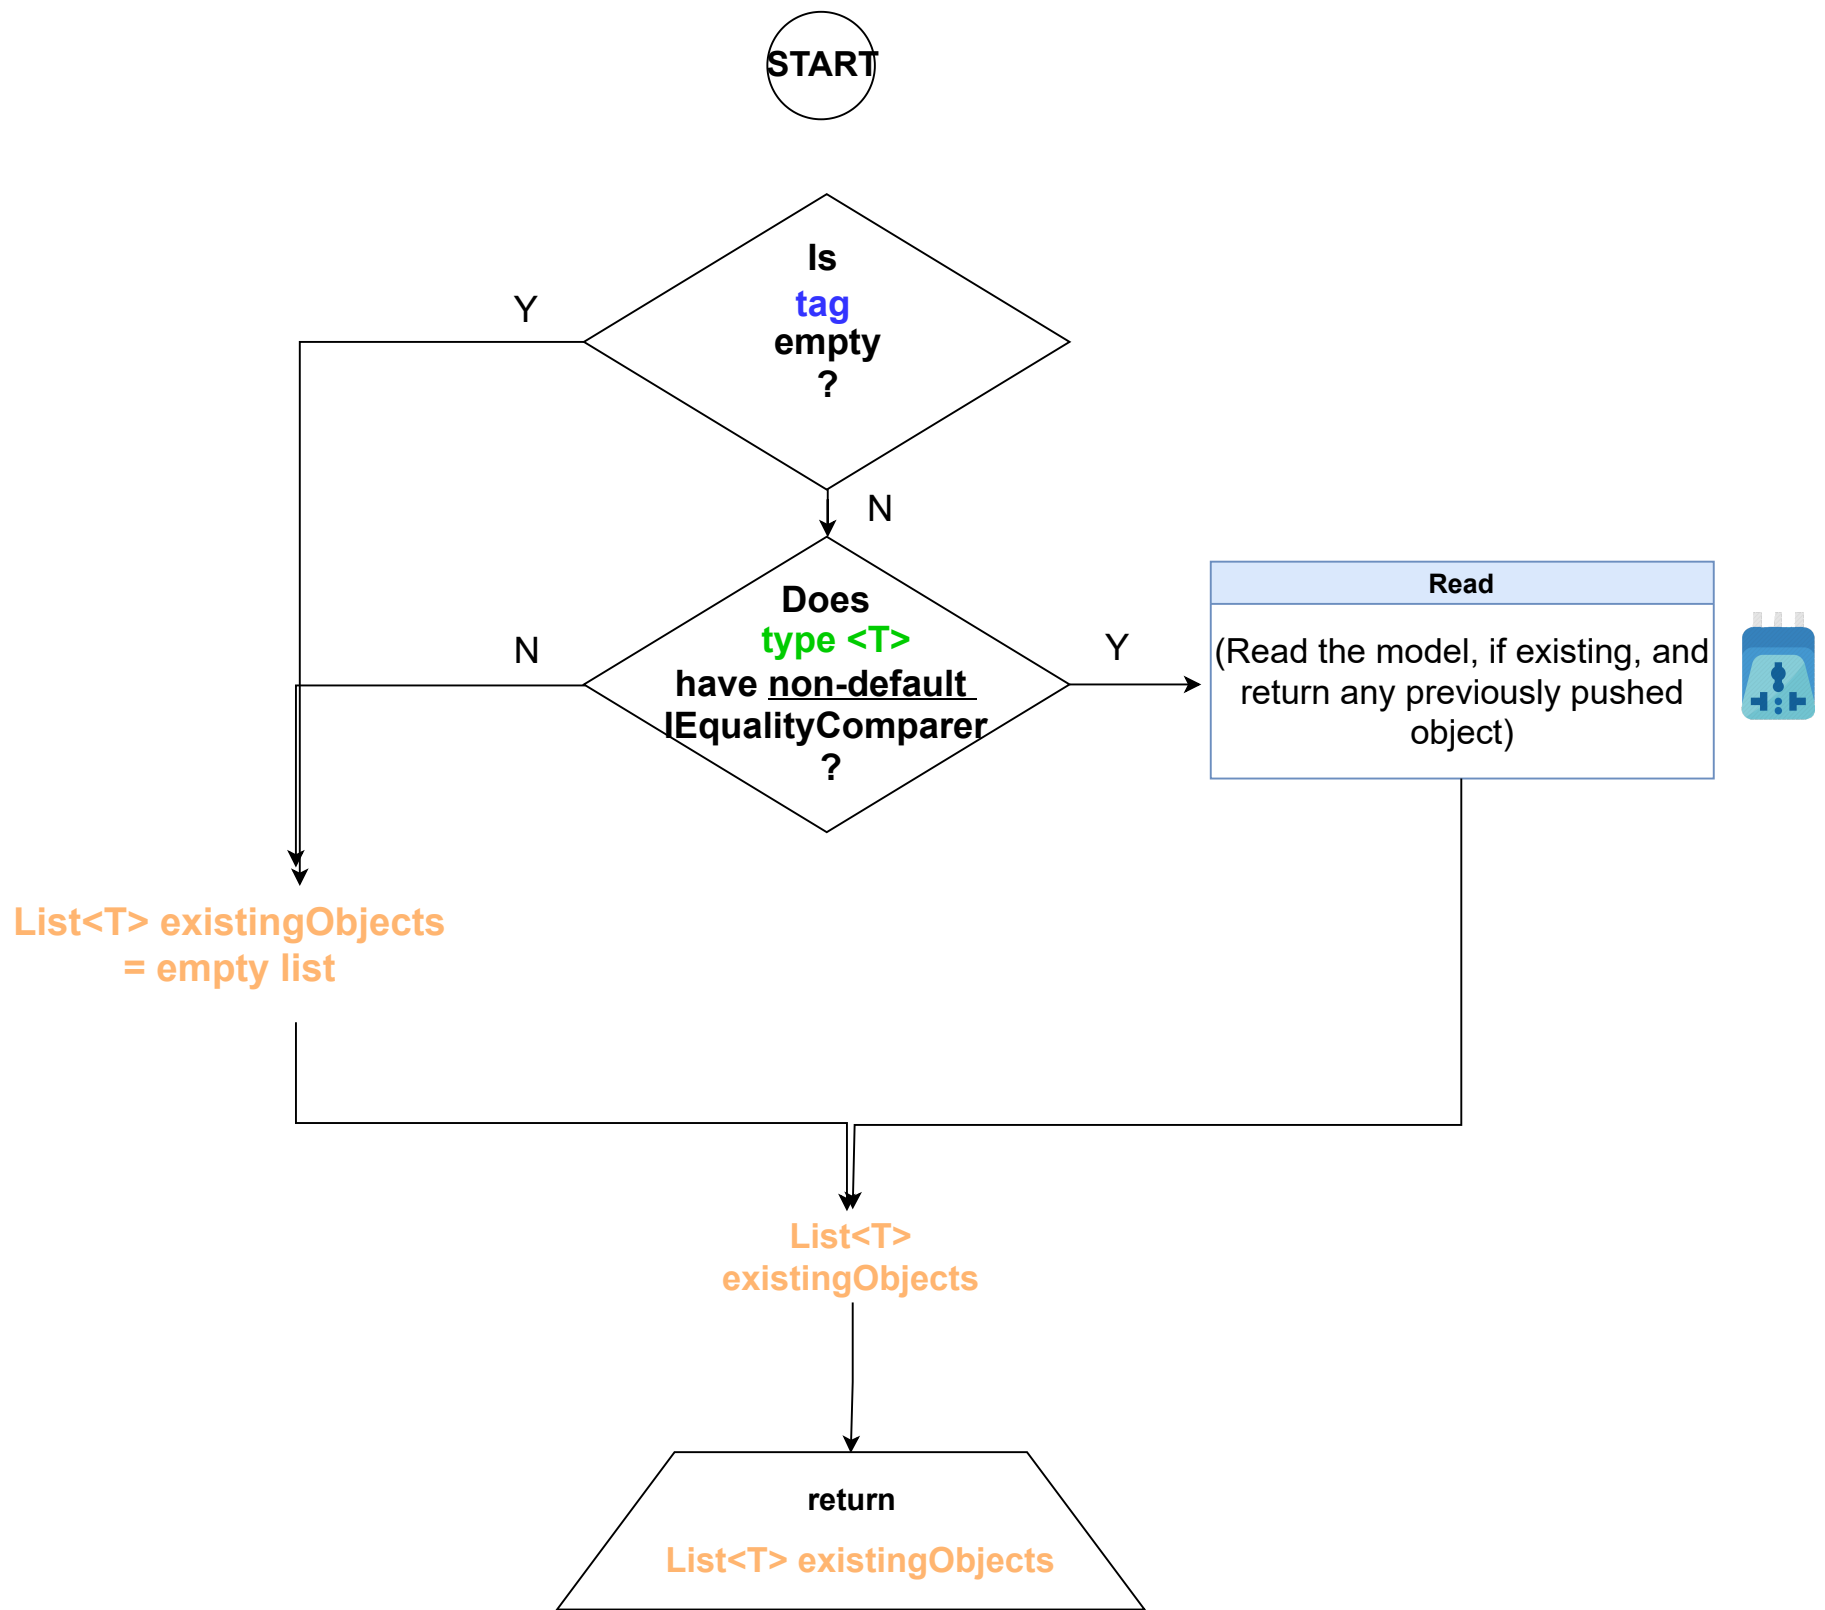 START
Is
tag
empty
?
Y
N
Does
type <T>
have non-default
IEqualityComparer
?
N
Y
Read
(Read the model, if existing, and
return any previously pushed
object)
List<T> existingObjects
= empty list
List<T>
existingObjects
return
List<T> existingObjects